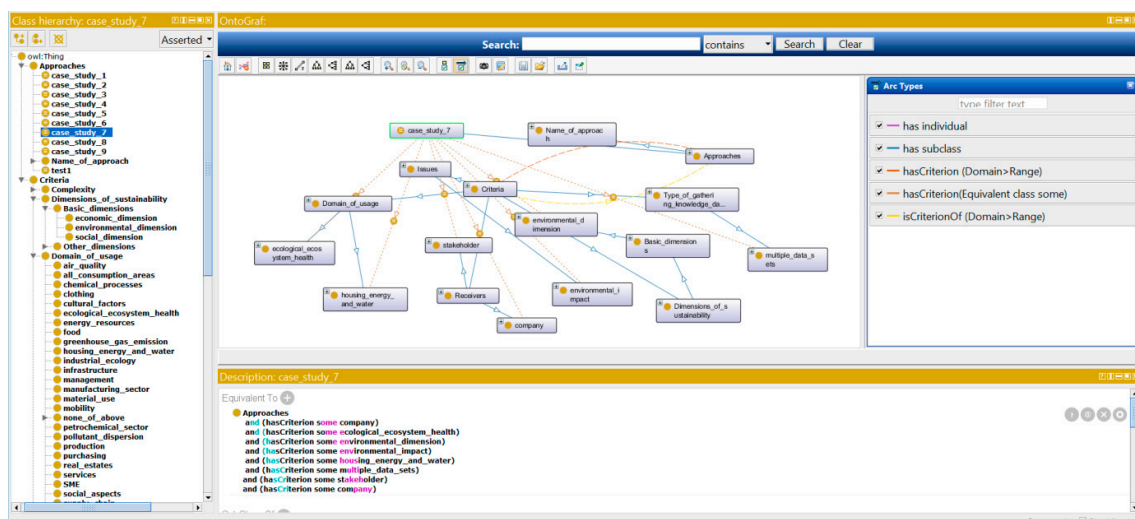 Class hierarchy: case_study_7
Asserted
owl:Thing
Approaches
case_study_1
case_study_2
case_study_3
case_study_4
case_study_5
case_study_6
case_study_7
case_study_8
case_study_9
Name_of_approach
test1
Criteria
Complexity
Dimensions_of_sustainability
Basic_dimensions
economic_dimension
environmental_dimension
social_dimension
Other_dimensions
Domain_of_usage
air_quality
all_consumption_areas
chemical_processes
clothing
cultural_factors
ecological_ecosystem_health
energy_resources
food
greenhouse_gas_emission
housing_energy_and_water
industrial_ecology
infrastructure
management
manufacturing_sector
material_use
mobility
none_of_above
petrochemical_sector
pollutant_dispersion
production
purchasing
real_estates
services
SME
social_aspects
OntoGraf:
Search:
contains
Search
Clear
case_study_7
Name_of_approac
h
Approaches
Issues
Criteria
Type_of_gather
ing_knowledge_da...
Domain_of_usage
environmental_d
imension
ecological_ecos
ystem_health
stakeholder
Basic_dimension
s
multiple_data_s
ets
housing_energy_
and_water
Receivers
environmental_i
mpact
Dimensions_of_s
ustainability
company
Arc Types
type filter text
has individual
has subclass
hasCriterion (Domain>Range)
hasCriterion(Equivalent class some)
isCriterionOf (Domain>Range)
Description: case_study_7
Equivalent To
Approaches
and (hasCriterion some company)
and (hasCriterion some ecological_ecosystem_health)
and (hasCriterion some environmental_dimension)
and (hasCriterion some environmental_impact)
and (hasCriterion some housing_energy_and_water)
and (hasCriterion some multiple_data_sets)
and (hasCriterion some stakeholder)
and (hasCriterion some company)